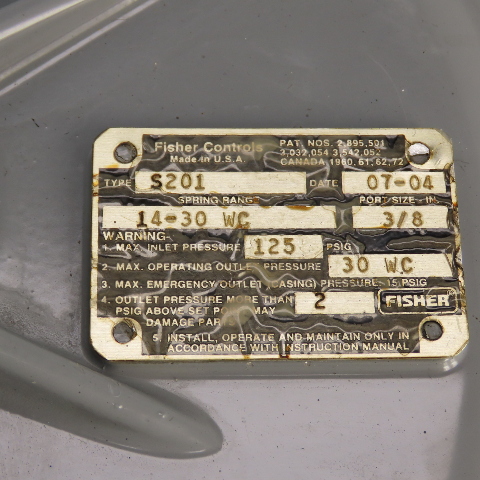 Fisher Controls
Made in U.S.A.
PAT. NOS. 2,895,501
3,032,054 3,542,052
CANADA 1960, 61, 62, 72
TYPE S201 DATE 07-04
SPRING RANGE PORT SIZE - IN.
14-30 WC 3/8
WARNING-
1. MAX. INLET PRESSURE 125 PSIG
2. MAX. OPERATING OUTLET PRESSURE 30 WC
3. MAX. EMERGENCY OUTLET (CASING) PRESSURE 15 PSIG
4. OUTLET PRESSURE MORE THAN 2
PSIG ABOVE SET MAY
DAMAGE
FISHER
5. INSTALL, OPERATE AND MAINTAIN ONLY IN
ACCORDANCE WITH INSTRUCTION MANUAL